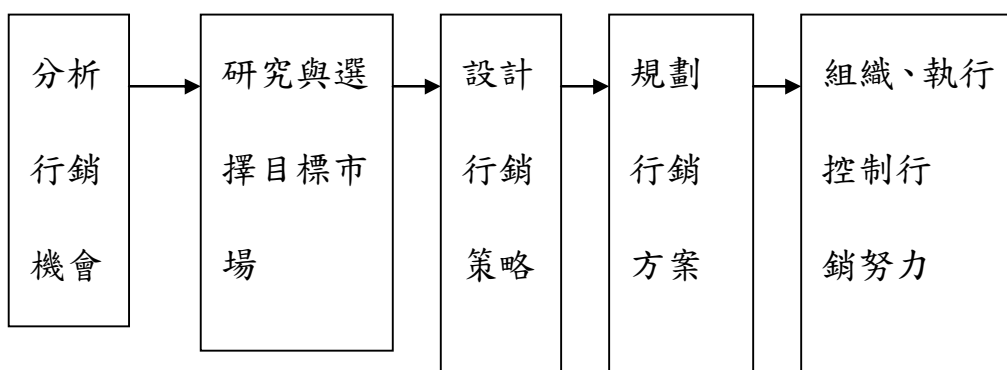 分析
行銷
機會
研究與選
擇目標市
場
設計
行銷
策略
規劃
行銷
方案
組織、執行
控制行
銷努力